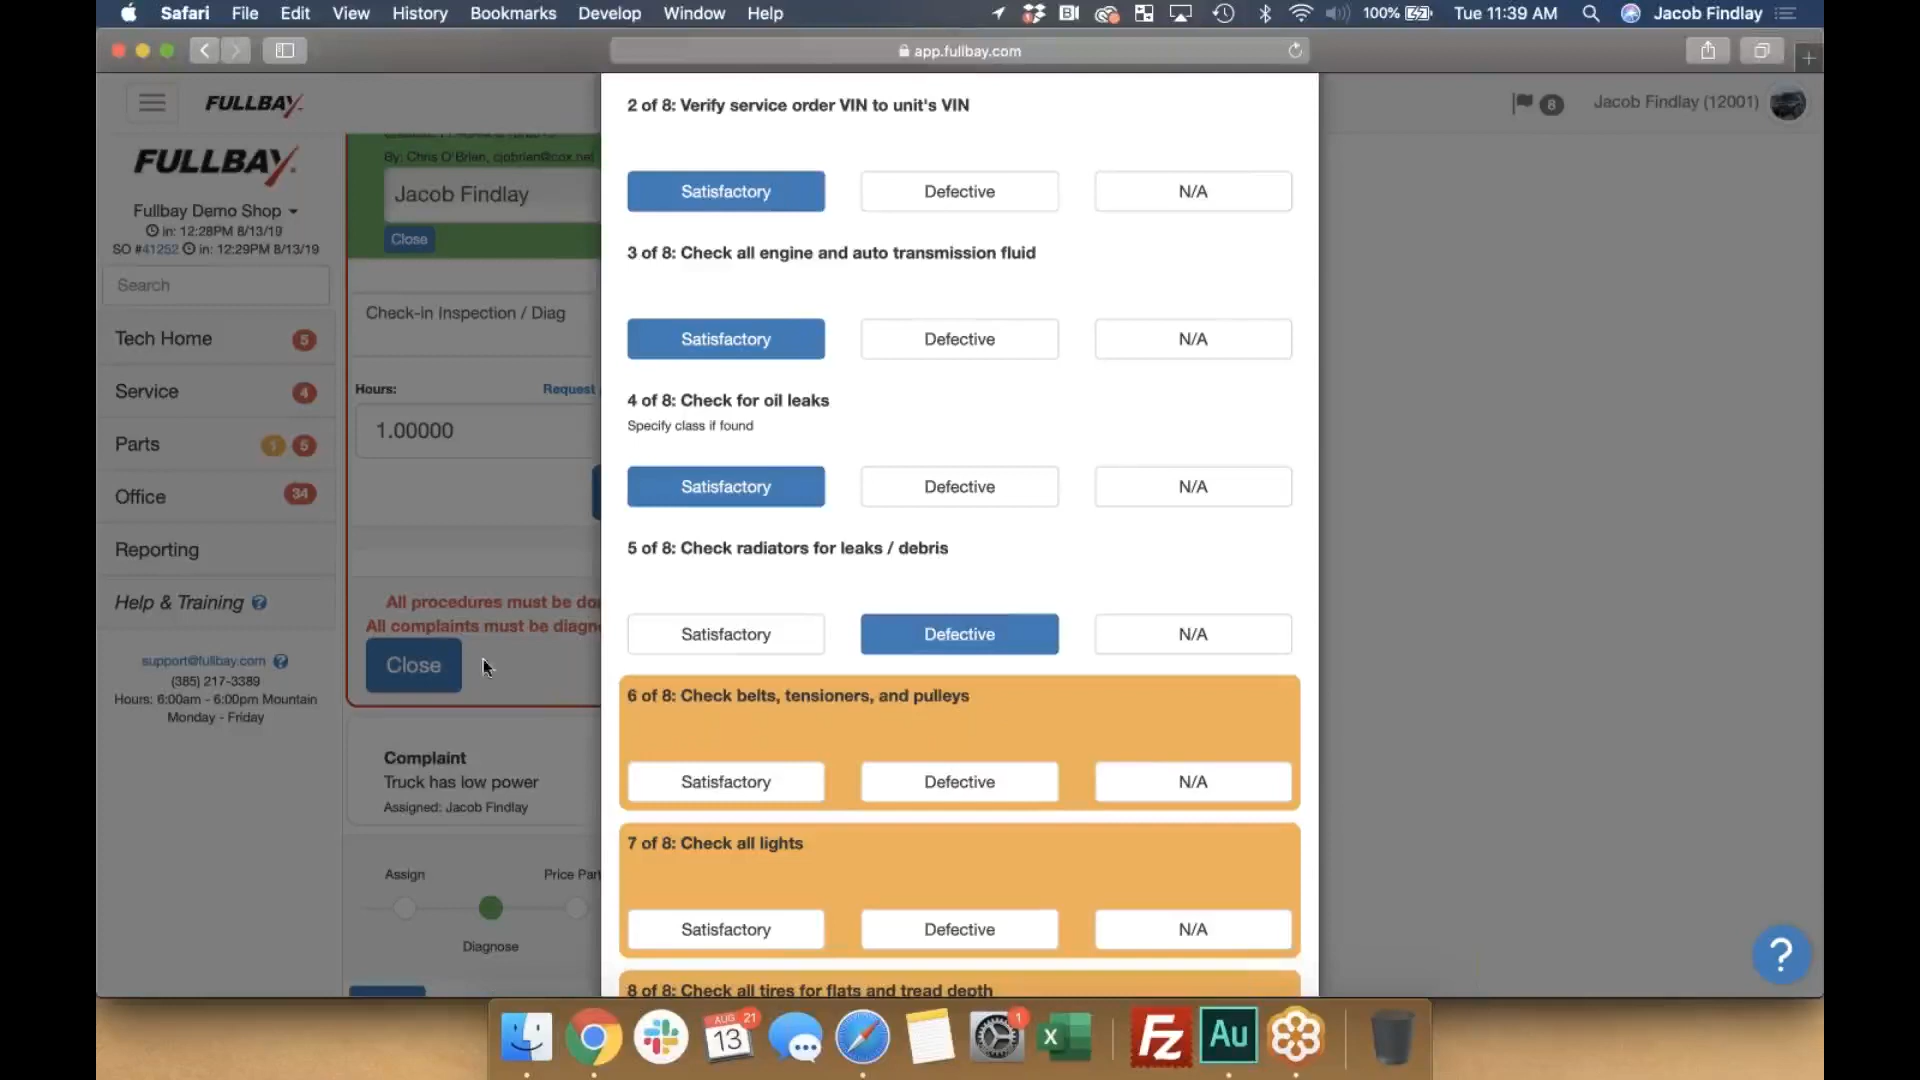 Safari File Edit View History Bookmarks Develop Window Help 100% Tue 11:39 AM Jacob Findlay
app.fullbay.com
FULLBAY
8 Jacob Findlay (12001)
FULLBAY
Fullbay Demo Shop
in: 12:28PM 8/13/19
SO #41252 in: 12:29PM 8/13/19
Search
Tech Home 5
Service 4
Parts 1 5
Office 34
Reporting
Help & Training
support@fullbay.com
(385) 217-3389
Hours: 6:00am - 6:00pm Mountain
Monday - Friday
By: Chris O'Brien, cjobrien@cox.net
Jacob Findlay
Close
Check-In Inspection / Diag
Hours: Request
1.00000
All procedures must be do
All complaints must be diagn
Close
Complaint
Truck has low power
Assigned: Jacob Findlay
Assign Price Part
Diagnose
2 of 8: Verify service order VIN to unit's VIN
Satisfactory Defective N/A
3 of 8: Check all engine and auto transmission fluid
Satisfactory Defective N/A
4 of 8: Check for oil leaks
Specify class if found
Satisfactory Defective N/A
5 of 8: Check radiators for leaks / debris
Satisfactory Defective N/A
6 of 8: Check belts, tensioners, and pulleys
Satisfactory Defective N/A
7 of 8: Check all lights
Satisfactory Defective N/A
8 of 8: Check all tires for flats and tread depth
?
AUG 21
13
1
X
Fz
Au